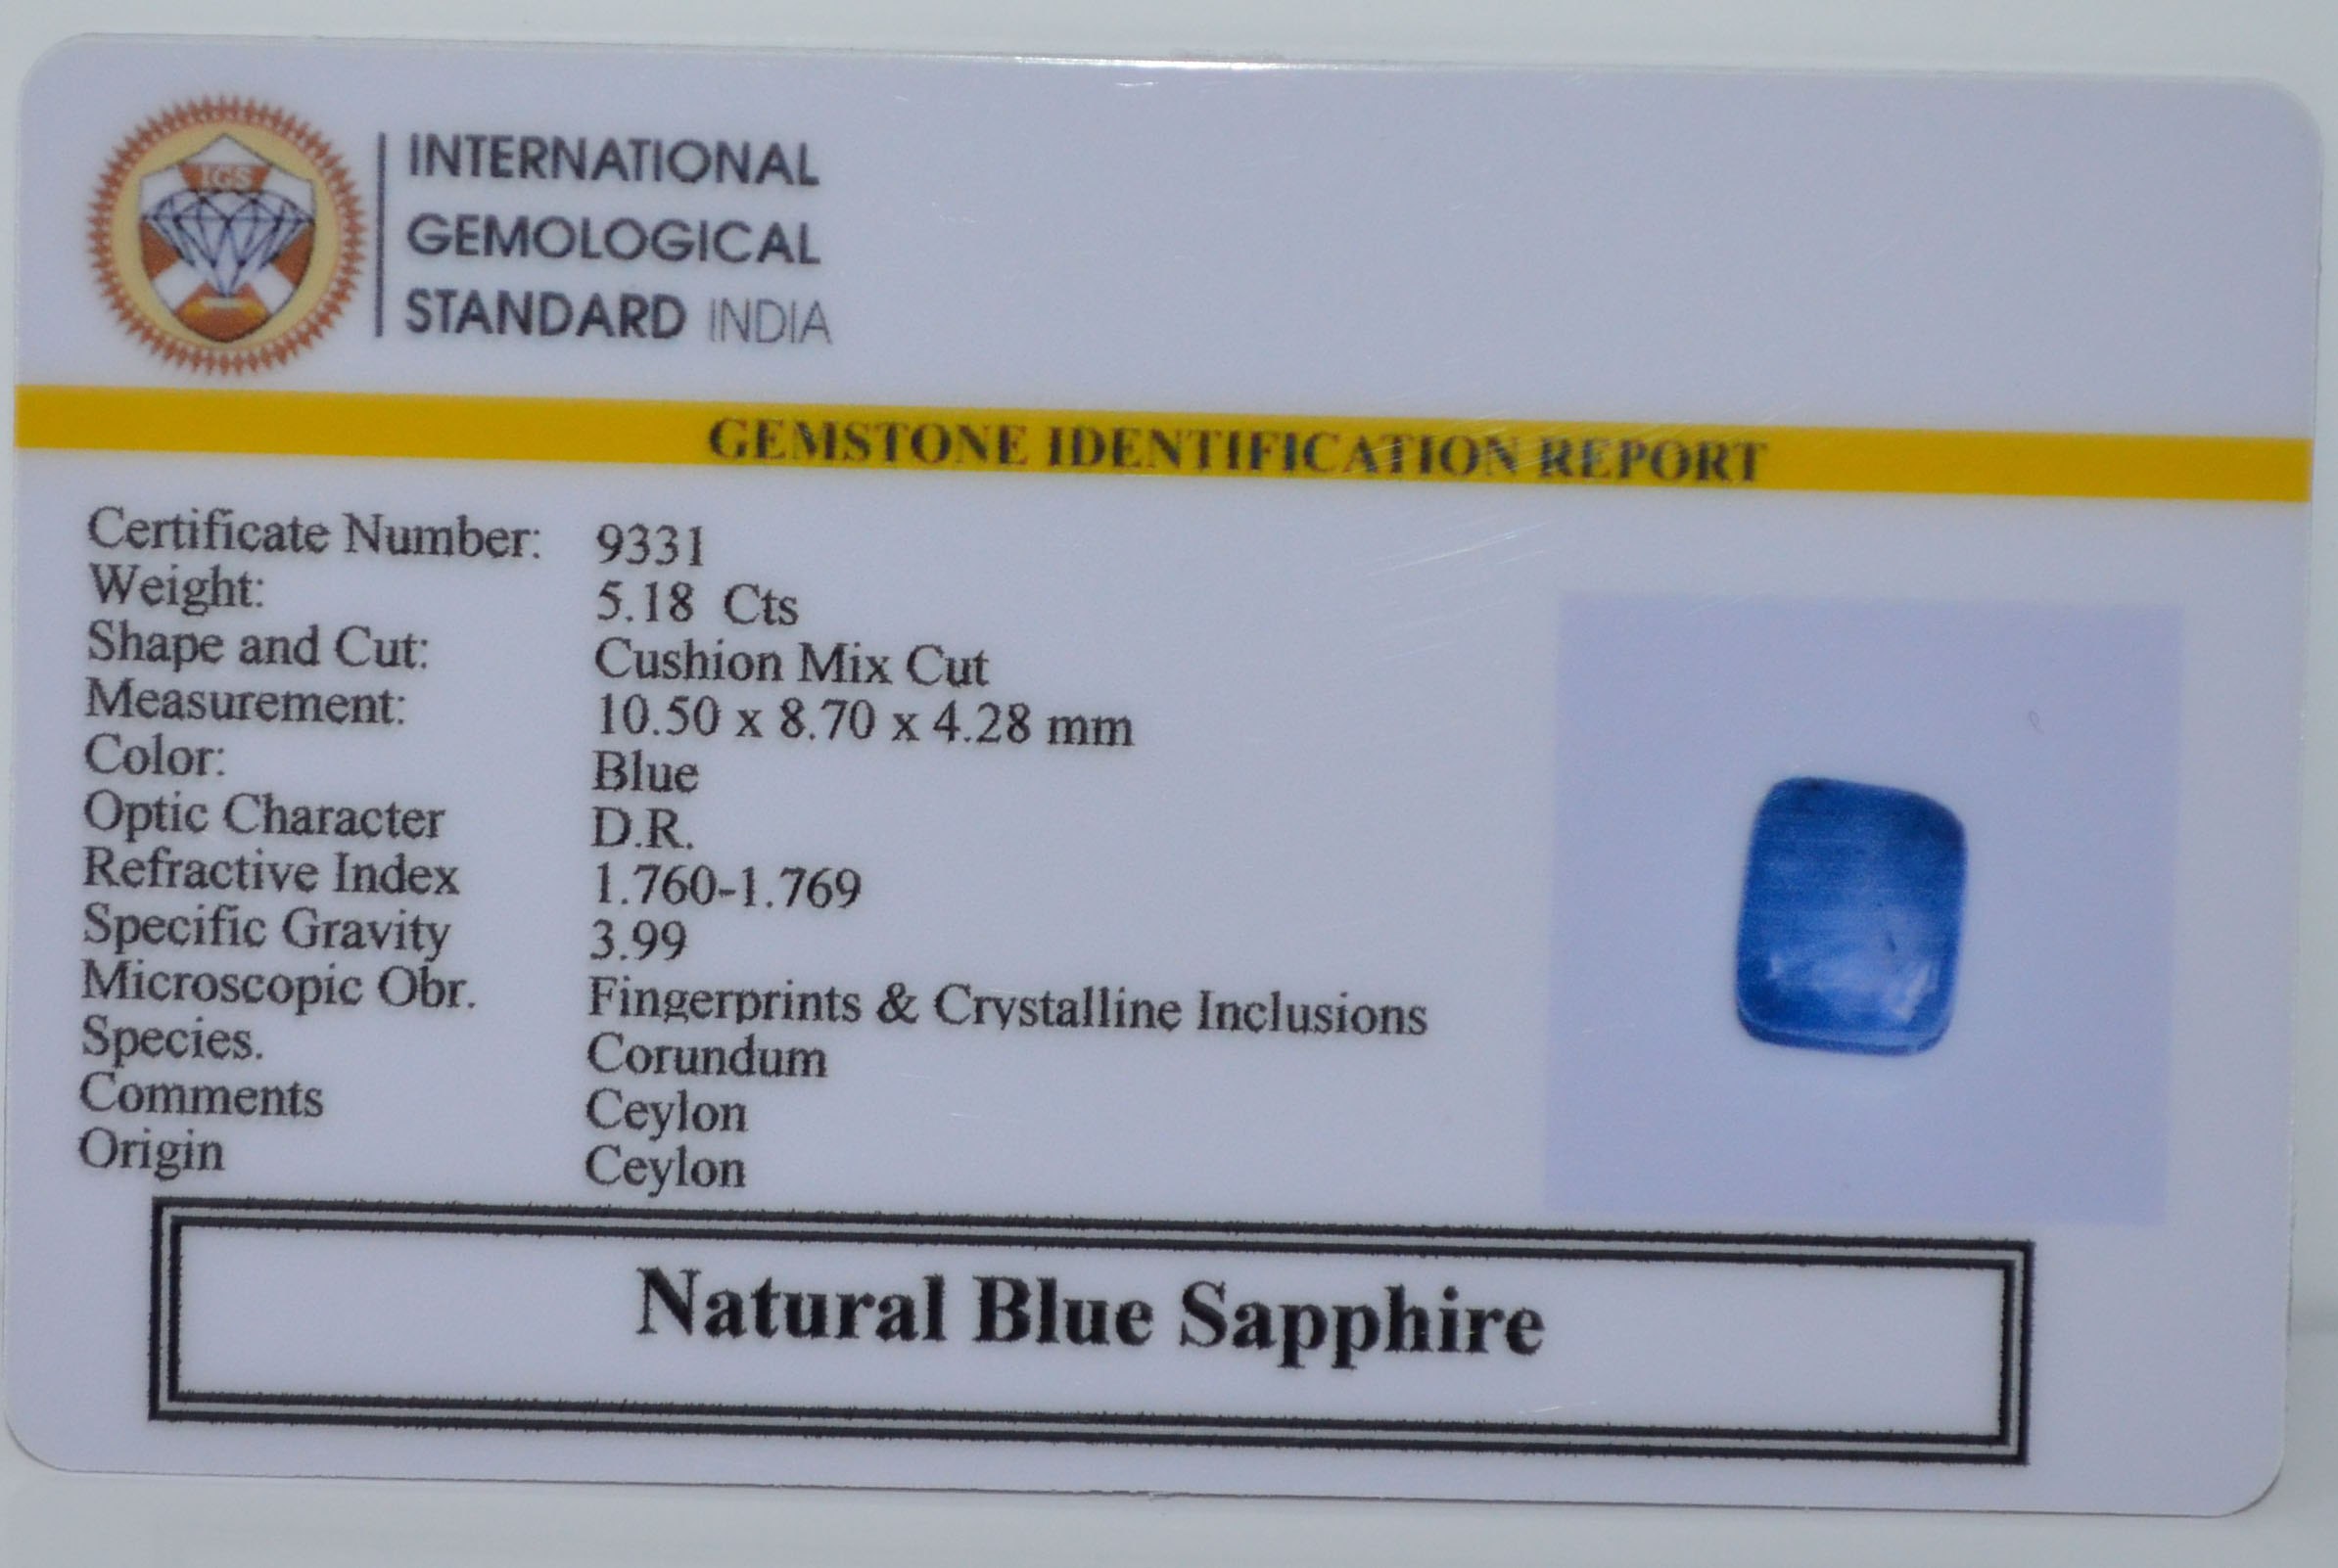 IGS
INTERNATIONAL
GEMOLOGICAL
STANDARD INDIA
GEMSTONE IDENTIFICATION REPORT
Certificate Number: 9331
Weight: 5.18 Cts
Shape and Cut: Cushion Mix Cut
Measurement: 10.50 x 8.70 x 4.28 mm
Color: Blue
Optic Character D.R.
Refractive Index 1.760-1.769
Specific Gravity 3.99
Microscopic Obr. Fingerprints & Crystalline Inclusions
Species. Corundum
Comments Ceylon
Origin Ceylon
Natural Blue Sapphire